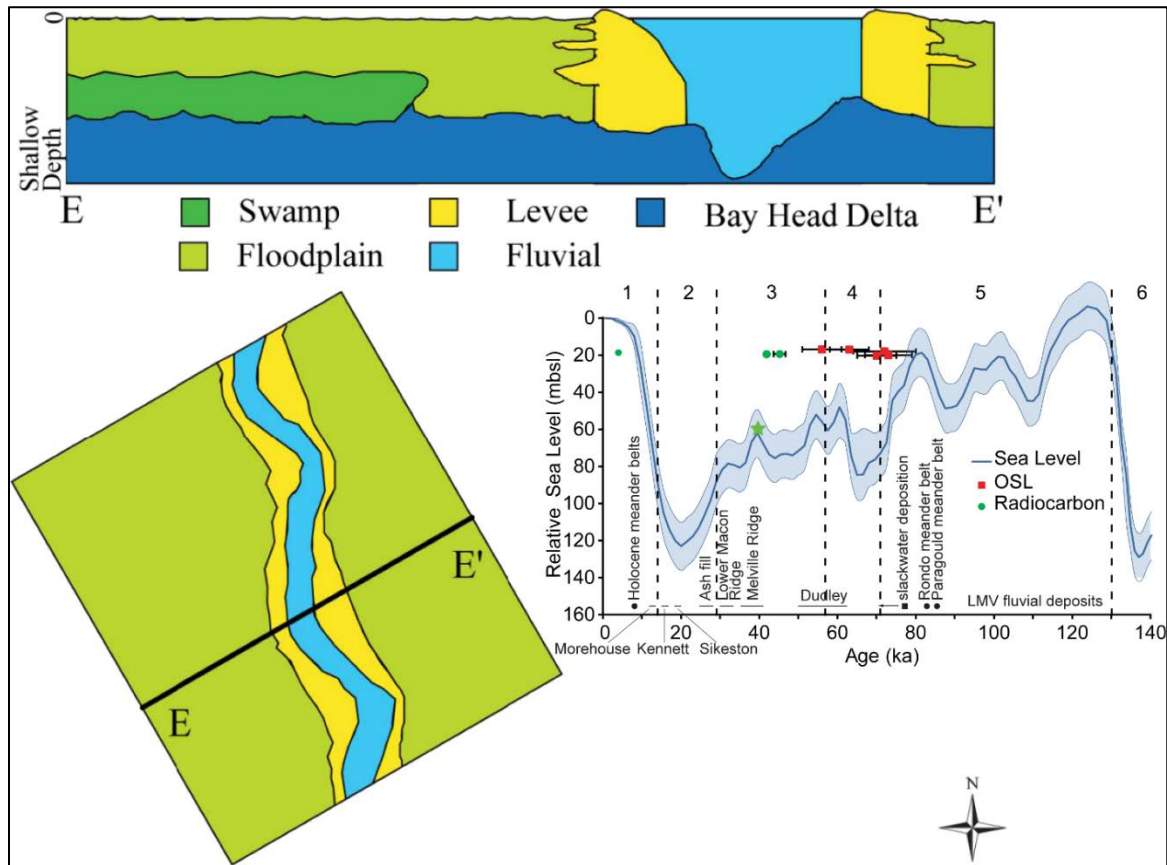 0
Shallow
Depth
E
E'
Swamp
Levee
Bay Head Delta
Floodplain
Fluvial
E
E'
1
2
3
4
5
6
Relative Sea Level (mbsl)
0
20
40
60
80
100
120
140
160
Sea Level
OSL
Radiocarbon
Holocene meander belts
Ash fill
Lower Macon
Ridge
Melville Ridge
Dudley
slackwater deposition
Rondo meander belt
Paragould meander belt
LMV fluvial deposits
0
20
40
60
80
100
120
140
Morehouse
Kennett
Sikeston
Age (ka)
N